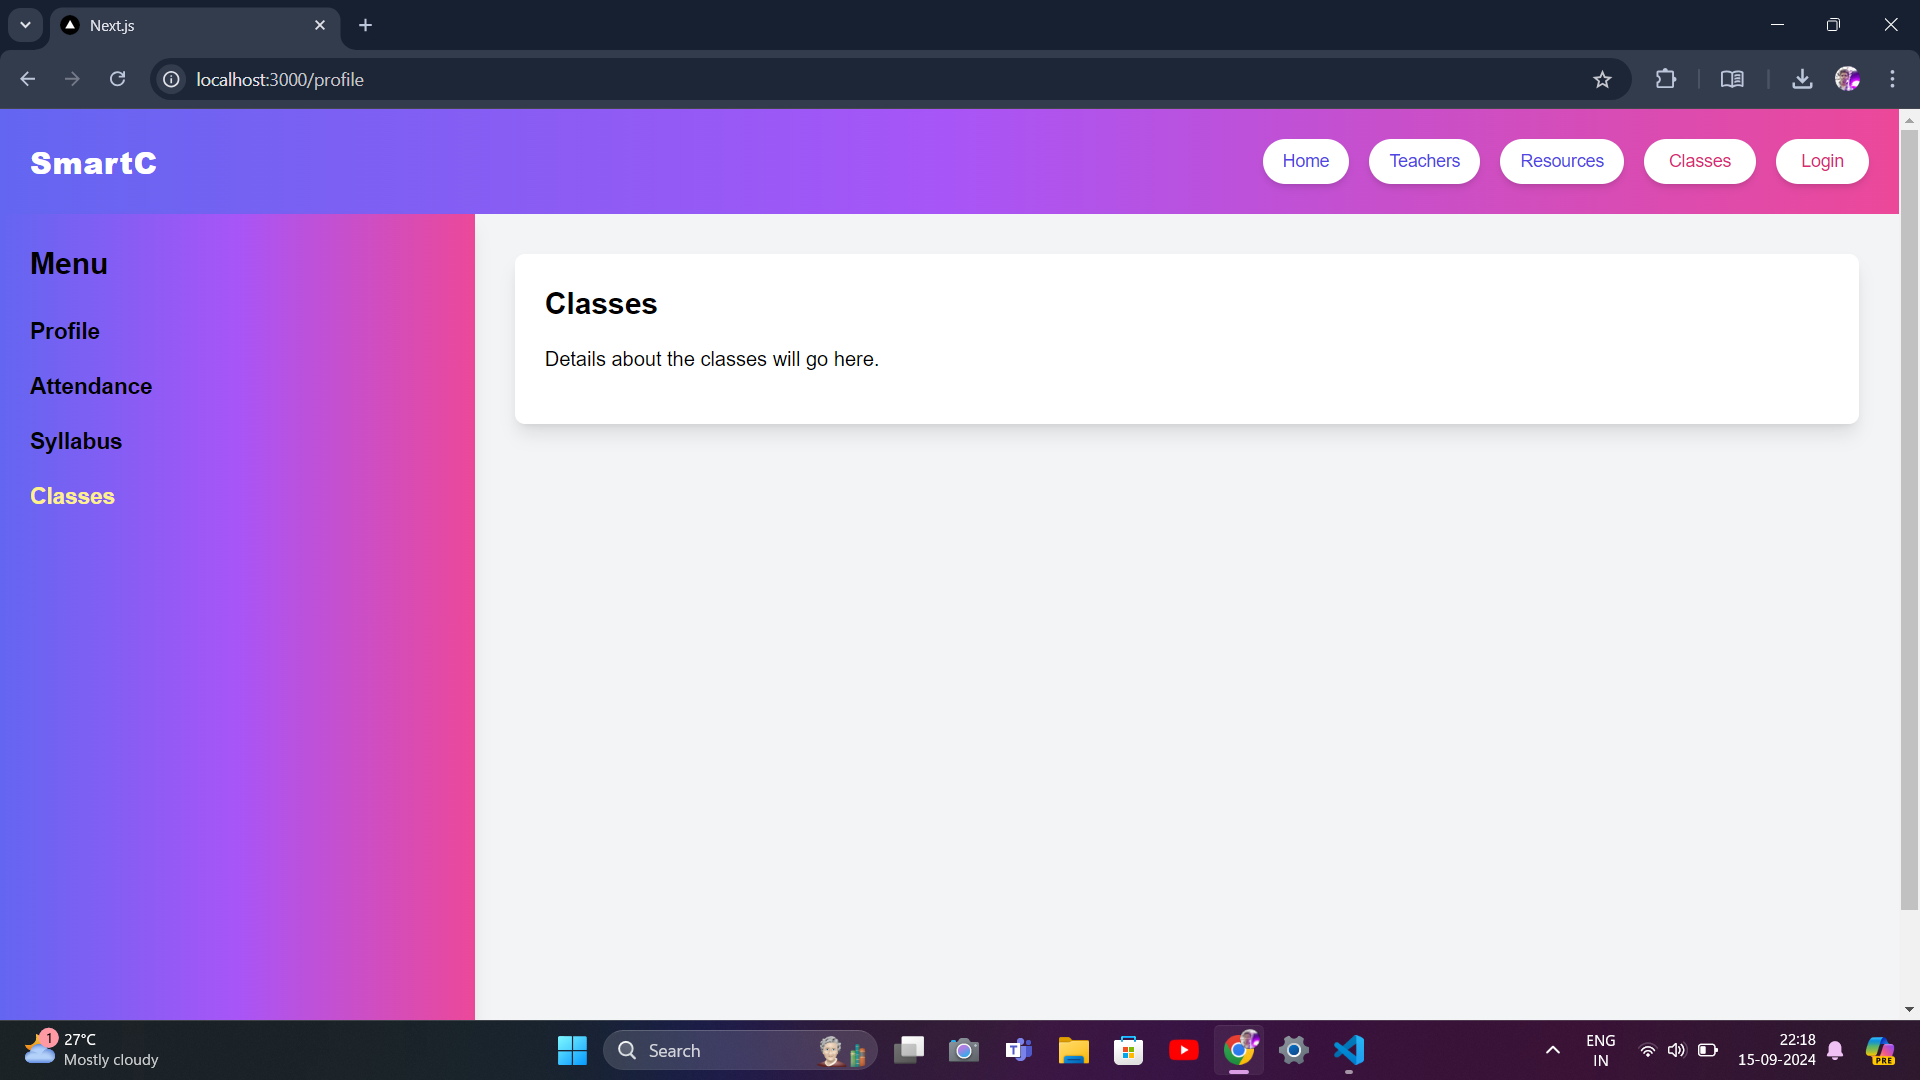 Next.js
localhost:3000/profile
SmartC
Home Teachers Resources Classes Login
Menu
Profile
Attendance
Syllabus
Classes
Classes
Details about the classes will go here.
1
27°C
Mostly cloudy
Search
T
ENG
IN
22:18
15-09-2024
PRE